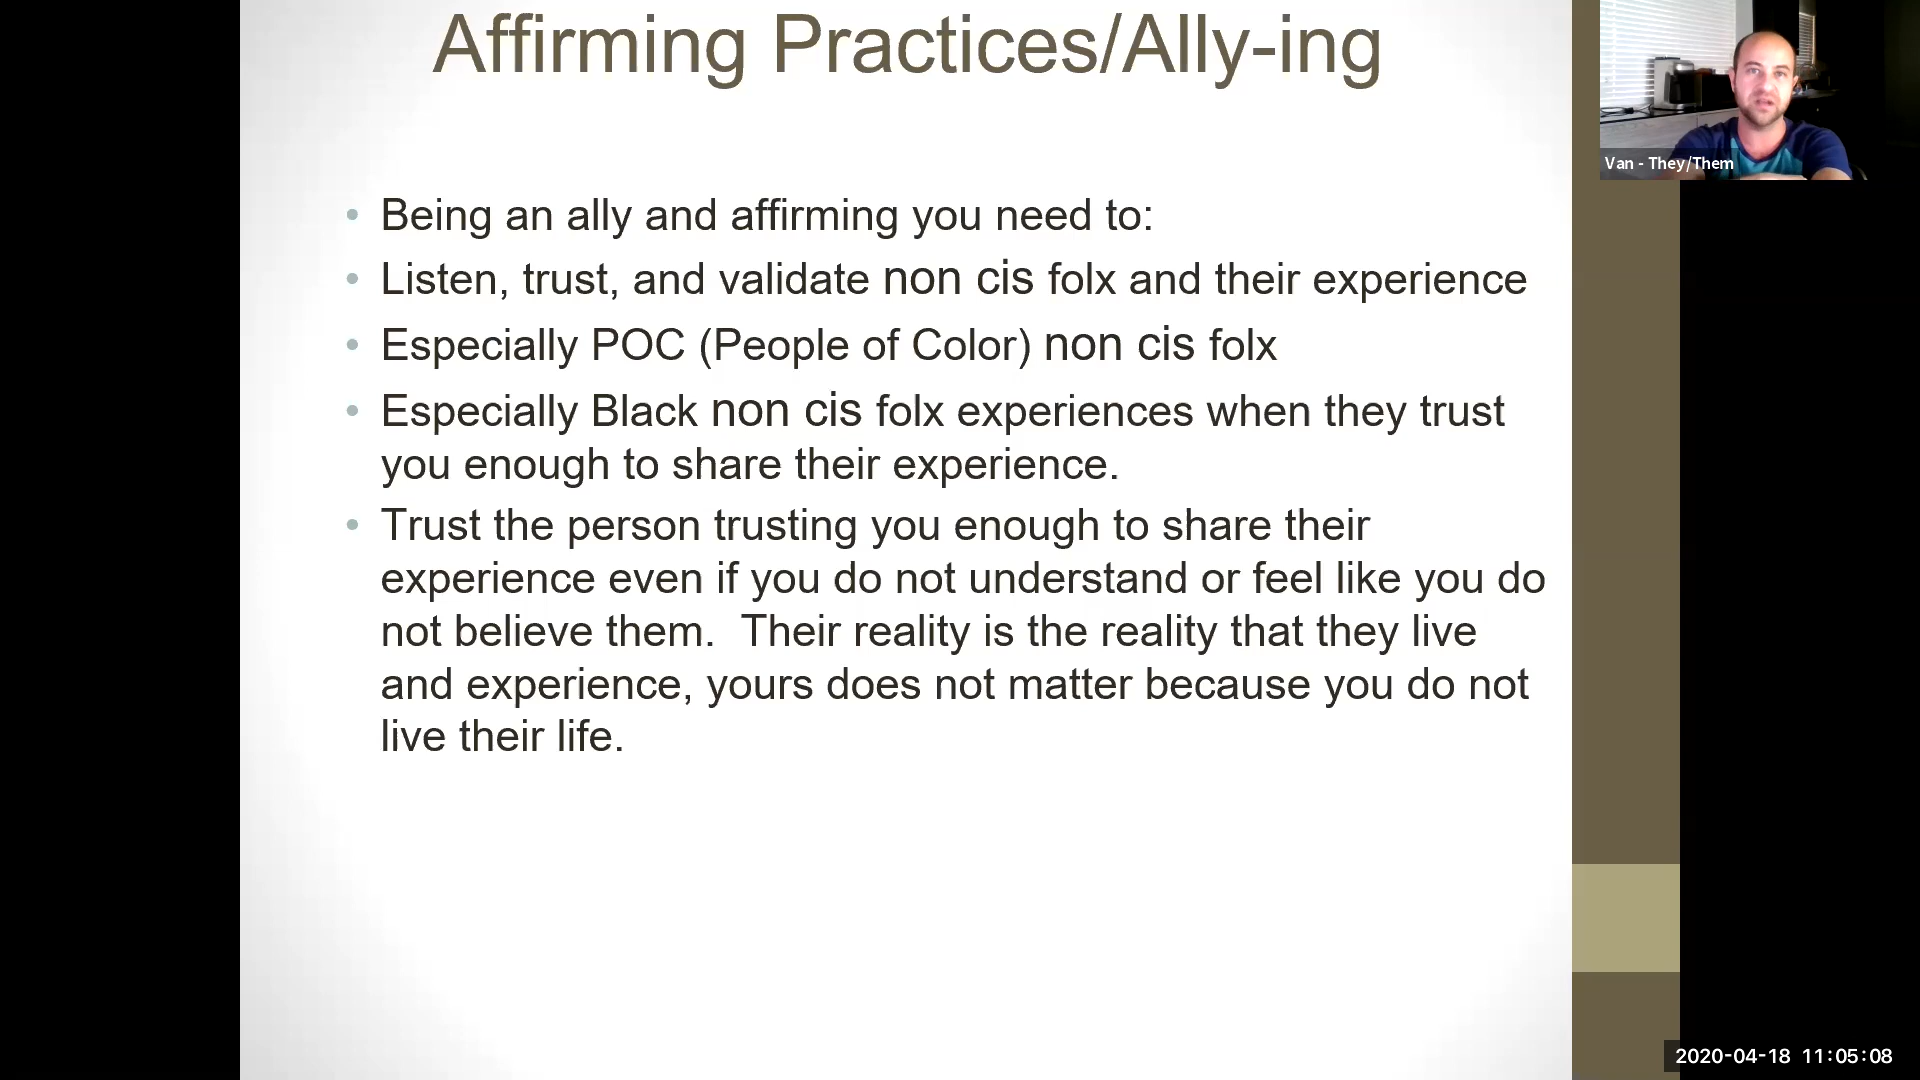 Affirming Practices/Ally-ing
Van - They/Them
• Being an ally and affirming you need to:
• Listen, trust, and validate non cis folx and their experience
• Especially POC (People of Color) non cis folx
• Especially Black non cis folx experiences when they trust
you enough to share their experience.
• Trust the person trusting you enough to share their
experience even if you do not understand or feel like you do
not believe them.  Their reality is the reality that they live
and experience, yours does not matter because you do not
live their life.
2020-04-18 11:05:08